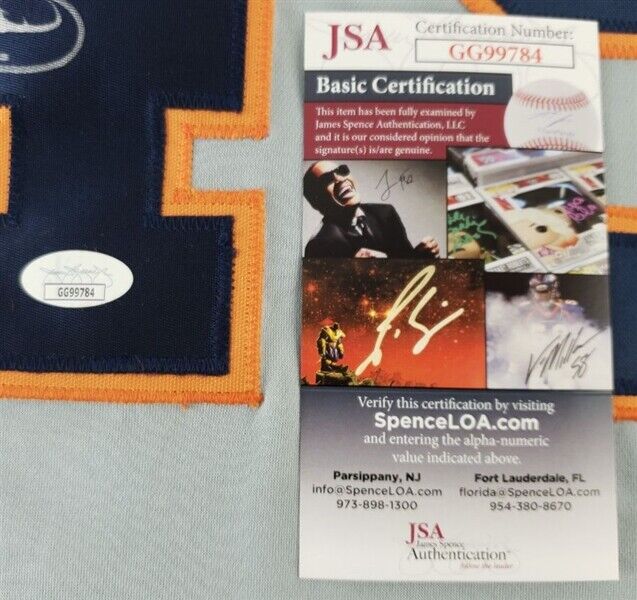 JSA
Certification Number:
GG99784
Basic Certification
This item has been fully examined by
James Spence Authentication, LLC
and it is our considered opinion that the
signature(s) is/are genuine.
GG99784
Verify this certification by visiting
SpenceLOA.com
and entering the alpha-numeric
value indicated above.
Parsippany, NJ
info@SpenceLOA.com
973-898-1300
Fort Lauderdale, FL
florida@SpenceLOA.com
954-380-8670
JSA
James Spence
Authentication
follow the leader